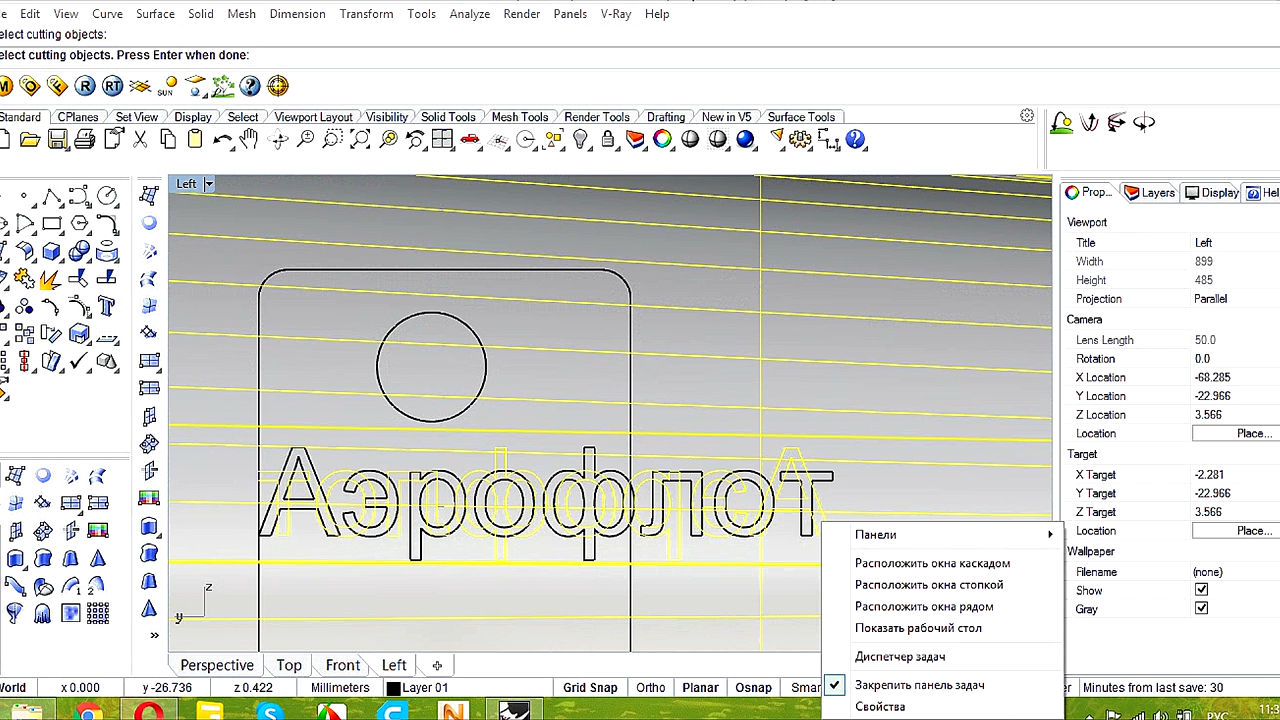 Edit View Curve Surface Solid Mesh Dimension Transform Tools Analyze Render Panels V-Ray Help
elect cutting objects:
elect cutting objects. Press Enter when done:
SUN
Standard CPlanes Set View Display Select Viewport Layout Visibility Solid Tools Mesh Tools Render Tools Drafting New in V5 Surface Tools
Left
Prop... Layers Display Hel
Viewport
Title Left
Width 899
Height 485
Projection Parallel
Camera
Lens Length 50.0
Rotation 0.0
X Location -68.285
Y Location -22.966
Z Location 3.566
Location Place...
Target
X Target -2.281
Y Target -22.966
Z Target 3.566
Location Place...
Wallpaper
Filename (none)
Show
Gray
Аэрофлот
z
y
Панели
Расположить окна каскадом
Расположить окна стопкой
Расположить окна рядом
Показать рабочий стол
Диспетчер задач
Закрепить панель задач
Свойства
Perspective Top Front Left
World x 0.000 y -26.736 z 0.422 Millimeters Layer 01 Grid Snap Ortho Planar Osnap Smar er Minutes from last save: 30
РУС 11:3